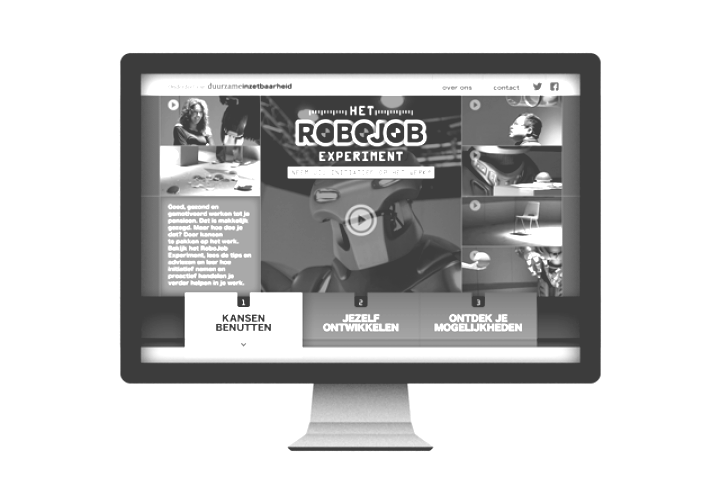 duurzameinzetbaarheid
over ons
contact
HET
ROBOJOB
EXPERIMENT
Goed, gezond en
gemotiveerd werken tot je
pensioen. Dat is makkelijk
gezegd. Maar hoe doe je
dat? Door kansen
te pakken op het werk.
Bekijk het RoboJob
Experiment, lees de tips en
adviezen en leer hoe
initiatief nemen en
proactief handelen je
verder helpen in je werk.
1
KANSEN
BENUTTEN
2
JEZELF
ONTWIKKELEN
3
ONTDEK JE
MOGELIJKHEDEN